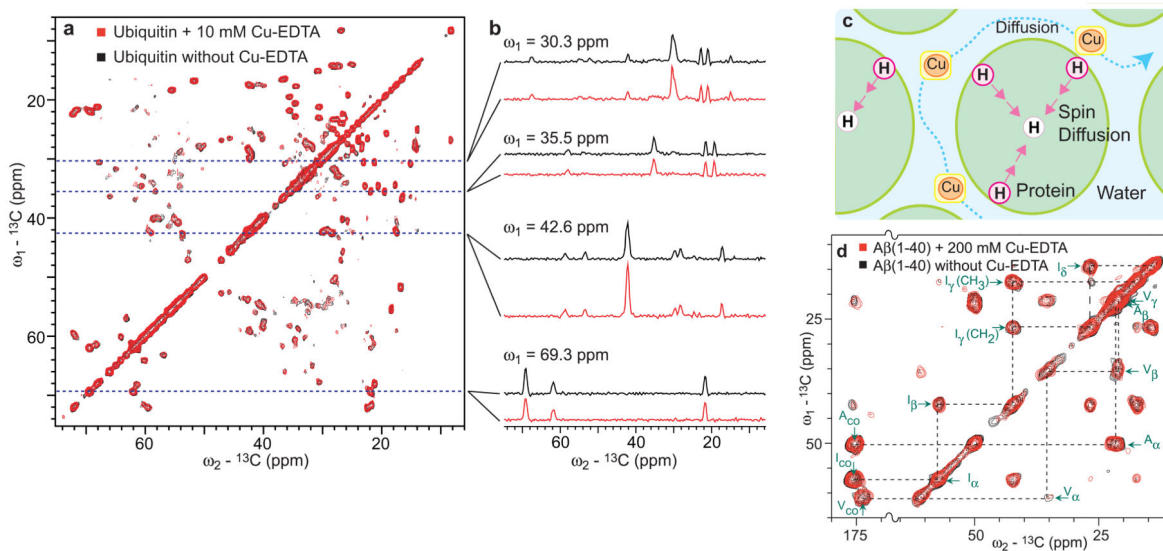 a
Ubiquitin + 10 mM Cu-EDTA
Ubiquitin without Cu-EDTA
20
40
60
ω1 - 13C (ppm)
60
40
20
ω2 - 13C (ppm)
b
ω1 = 30.3 ppm
ω1 = 35.5 ppm
ω1 = 42.6 ppm
ω1 = 69.3 ppm
60
40
20
ω2 - 13C (ppm)
c
Diffusion
Cu
Cu
Cu
H
H
H
H
H
H
Spin
Diffusion
Protein
Water
d
Aβ(1-40) + 200 mM Cu-EDTA
Aβ(1-40) without Cu-EDTA
Iδ
Iγ(CH3)
Vγ
Aβ
Iγ(CH2)
Vβ
Iβ
ACO
Aα
ICO
Iα
Vα
VCO
25
50
ω1 - 13C (ppm)
175
50
25
ω2 - 13C (ppm)